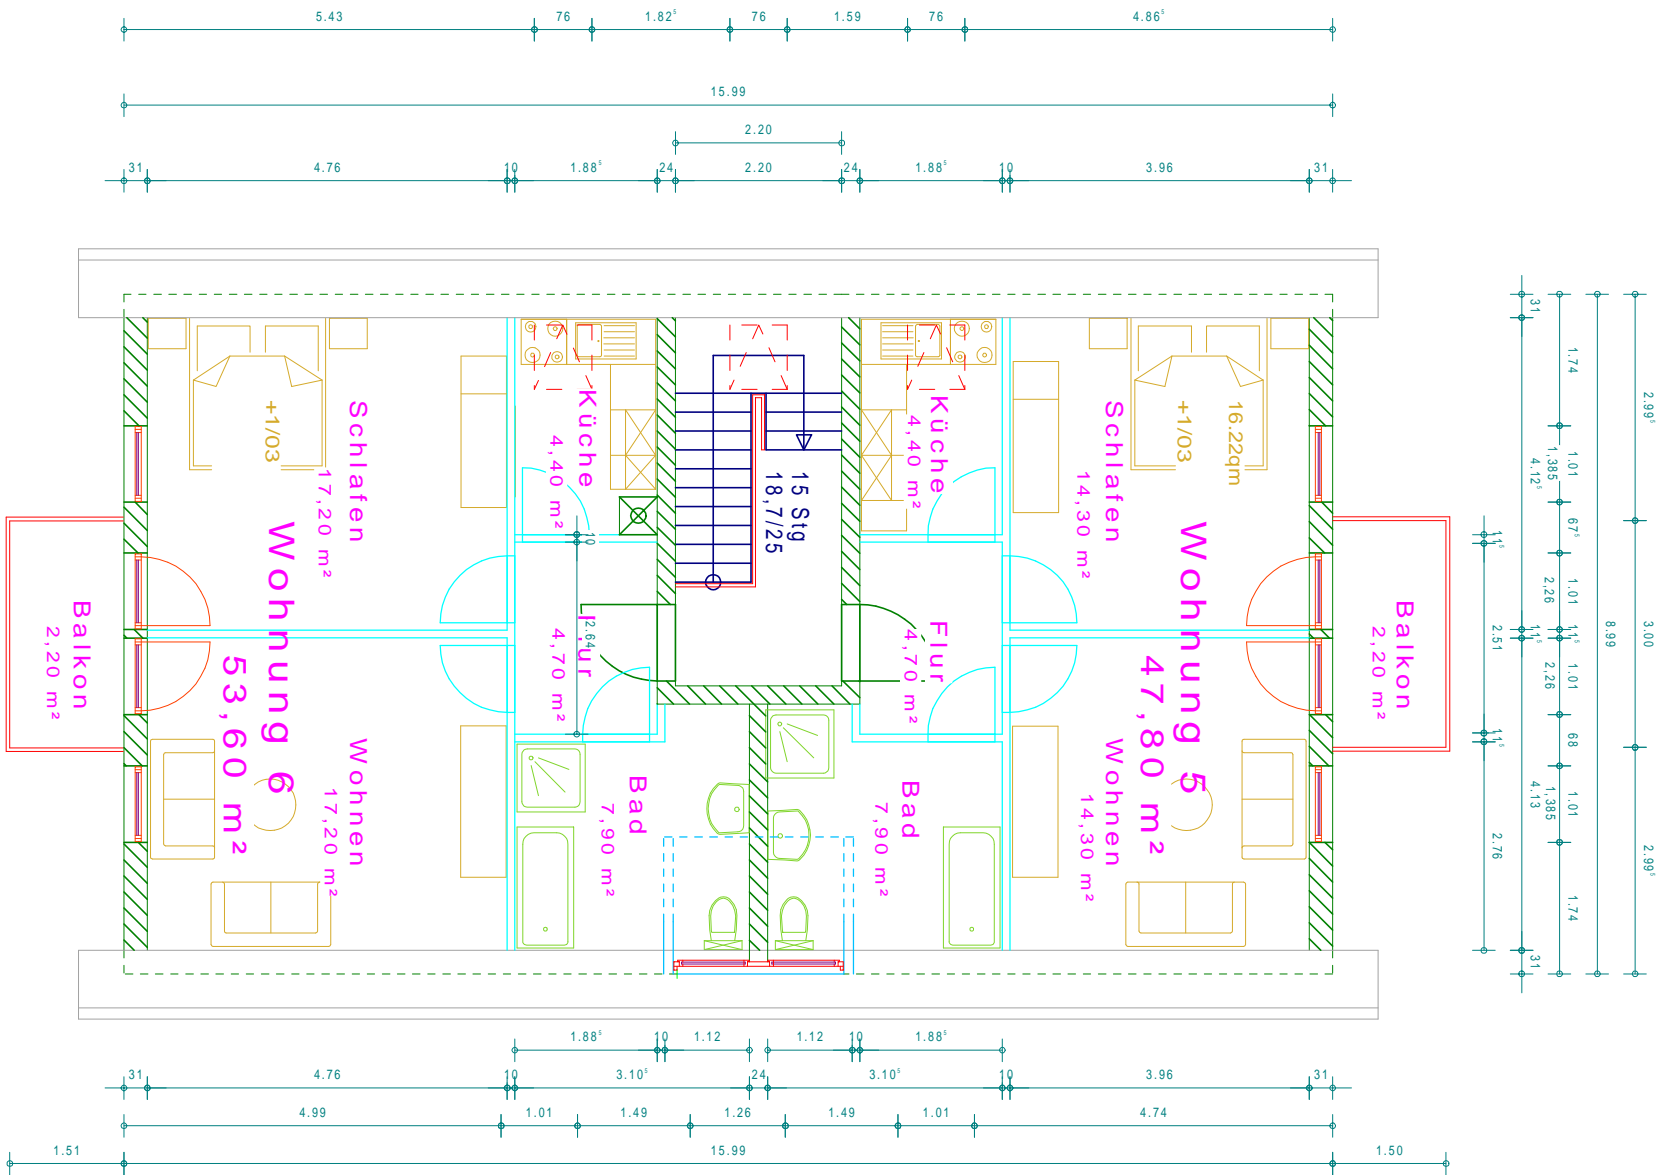 5.43 76 1.82⁵ 76 1.59 76 4.86⁵
15.99
2.20
31 4.76 10 1.88⁵ 24 2.20 24 1.88⁵ 10 3.96 31
Wohnung 6
53,60 m²
Schlafen
17,20 m²
+1/03
Wohnen
17,20 m²
Balkon
2,20 m²
Küche
4,40 m²
Flur
4,70 m²
10
2.64
Bad
7,90 m²
15 Stg
18,7/25
Küche
4,40 m²
Flur
4,70 m²
Bad
7,90 m²
Wohnung 5
47,80 m²
Schlafen
14,30 m²
16.22qm
+1/03
Wohnen
14,30 m²
Balkon
2,20 m²
2.99⁵ 3.00 2.99⁵
8.99
1.74 1.01 67⁵ 1.01 11⁵ 1.01 68 1.01 1.74
1,385 2,26 2,26 1,385
31 4.12⁵ 11⁵ 4.13 31
11⁵ 2.51 11⁵ 2.76
1.88⁵ 10 1.12 1.12 10 1.88⁵
31 4.76 10 3.10⁵ 24 3.10⁵ 10 3.96 31
4.99 1.01 1.49 1.26 1.49 1.01 4.74
1.51 15.99 1.50